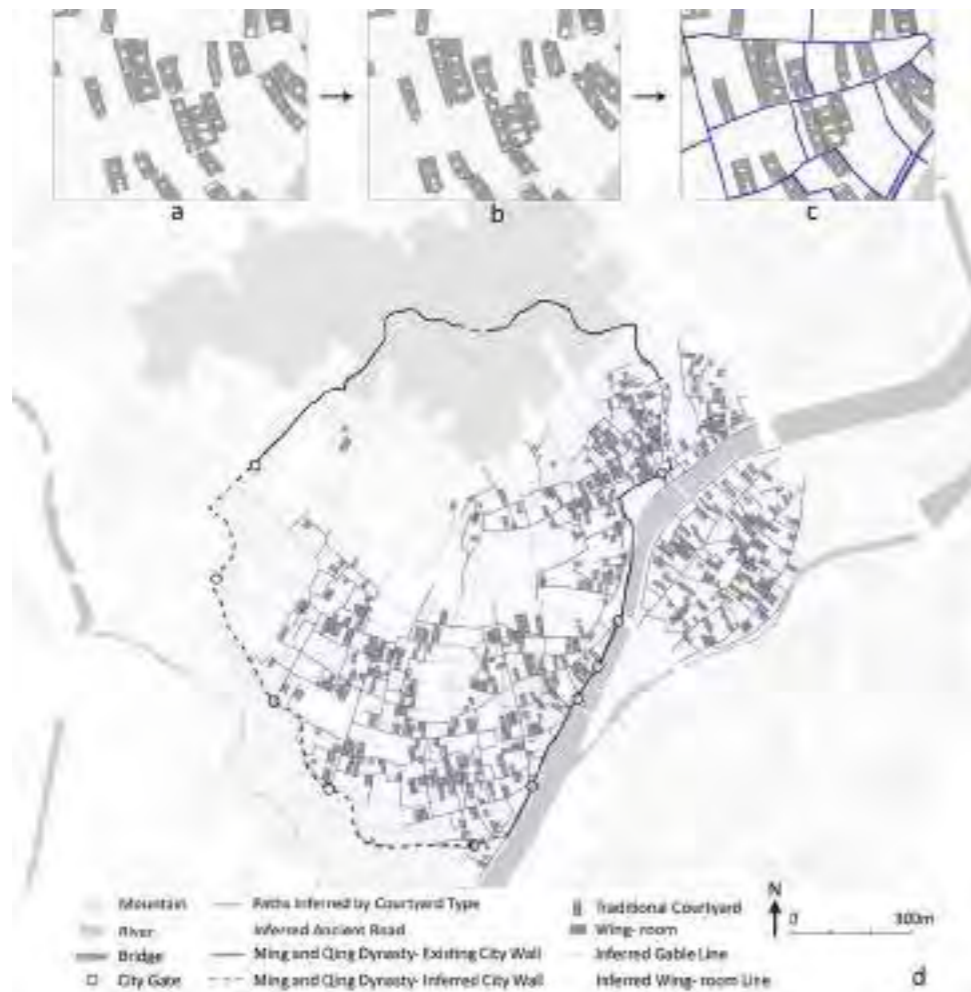 a
b
c
Mountain
River
Bridge
City Gate
Paths Inferred by Courtyard Type
Inferred Ancient Road
Ming and Qing Dynasty- Existing City Wall
Ming and Qing Dynasty- Inferred City Wall
Traditional Courtyard
Wing- room
Inferred Gable Line
Inferred Wing- room Line
N
0 300m
d